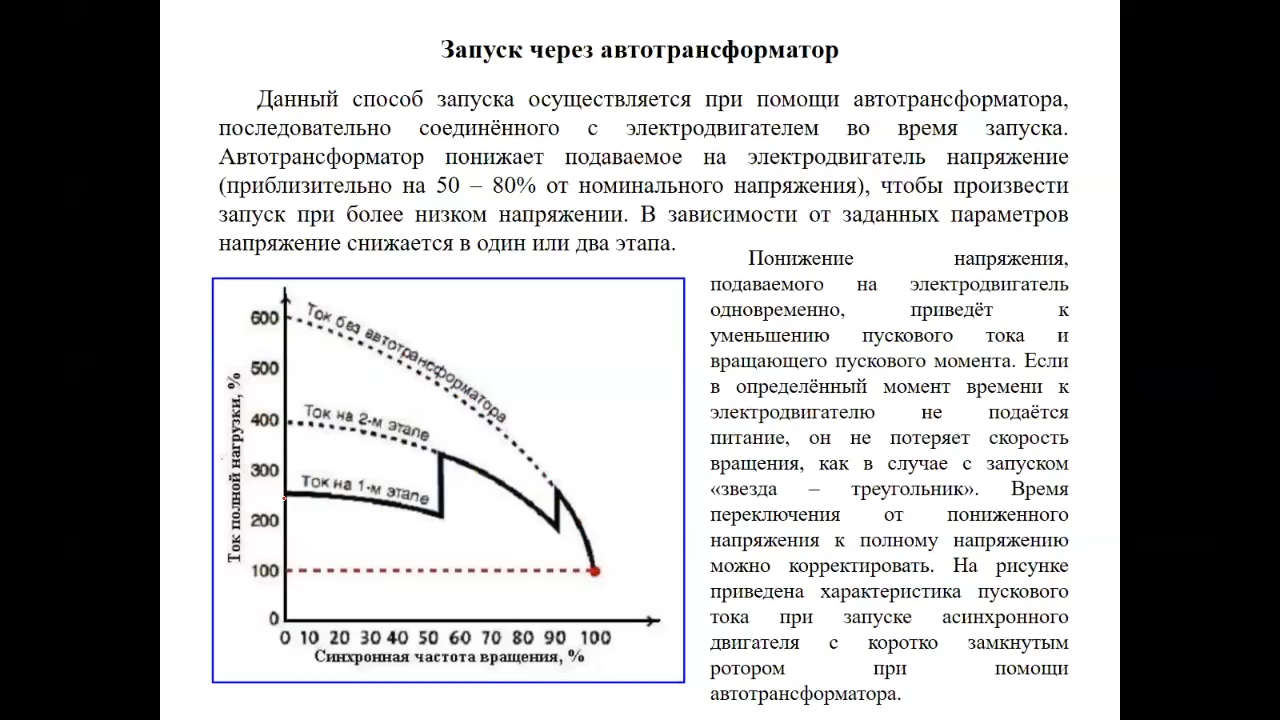 Запуск через автотрансформатор
Данный способ запуска осуществляется при помощи автотрансформатора,
последовательно соединённого с электродвигателем во время запуска.
Автотрансформатор понижает подаваемое на электродвигатель напряжение
(приблизительно на 50 – 80% от номинального напряжения), чтобы произвести
запуск при более низком напряжении. В зависимости от заданных параметров
напряжение снижается в один или два этапа.
Понижение напряжения,
подаваемого на электродвигатель
одновременно, приведёт к
уменьшению пускового тока и
вращающего пускового момента. Если
в определённый момент времени к
электродвигателю не подаётся
питание, он не потеряет скорость
вращения, как в случае с запуском
«звезда – треугольник». Время
переключения от пониженного
напряжения к полному напряжению
можно корректировать. На рисунке
приведена характеристика пускового
тока при запуске асинхронного
двигателя с коротко замкнутым
ротором при помощи
автотрансформатора.
Ток полной нагрузки, %
600
500
400
300
200
100
0
Ток без автотрансформатора
Ток на 2-м этапе
Ток на 1-м этапе
0 10 20 30 40 50 60 70 80 90 100
Синхронная частота вращения, %